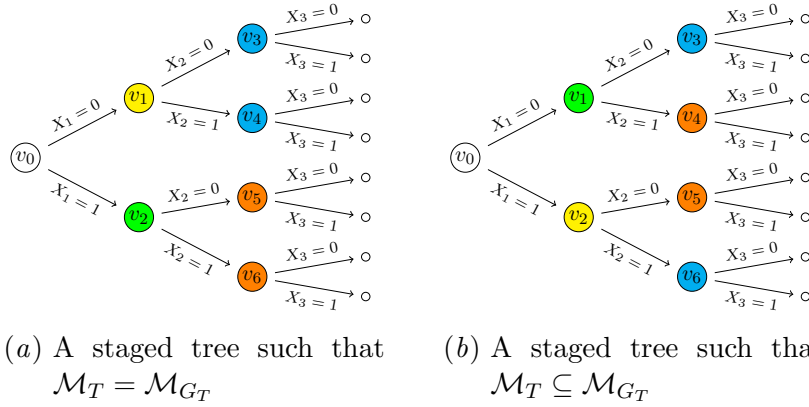 X₃ = 0
X₃ = 0
v₃
v₃
X₂ = 0
X₃ = 1
X₂ = 0
X₃ = 1
v₁
v₁
X₁ = 0
X₃ = 0
X₁ = 0
X₃ = 0
X₂ = 1
v₄
X₂ = 1
v₄
X₃ = 1
X₃ = 1
v₀
v₀
X₃ = 0
X₃ = 0
X₁ = 1
X₂ = 0
v₅
X₁ = 1
X₂ = 0
v₅
v₂
X₃ = 1
v₂
X₃ = 1
X₂ = 1
X₃ = 0
X₂ = 1
X₃ = 0
v₆
v₆
X₃ = 1
X₃ = 1
(a) A staged tree such that
ℳ_T = ℳ_{G_T}
(b) A staged tree such tha
ℳ_T ⊆ ℳ_{G_T}